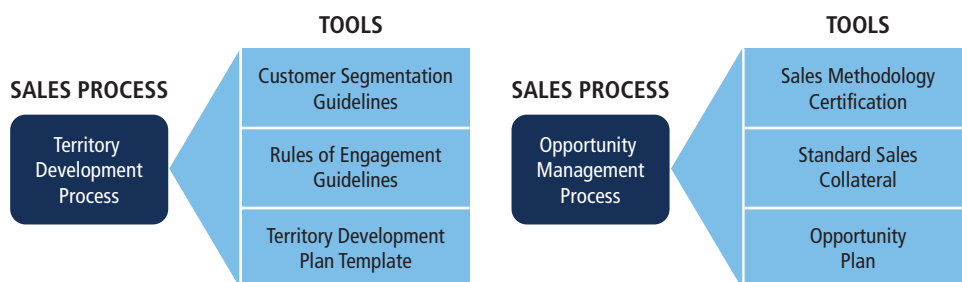 TOOLS
SALES PROCESS
Territory
Development
Process
Customer Segmentation
Guidelines
Rules of Engagement
Guidelines
Territory Development
Plan Template
TOOLS
SALES PROCESS
Opportunity
Management
Process
Sales Methodology
Certification
Standard Sales
Collateral
Opportunity
Plan